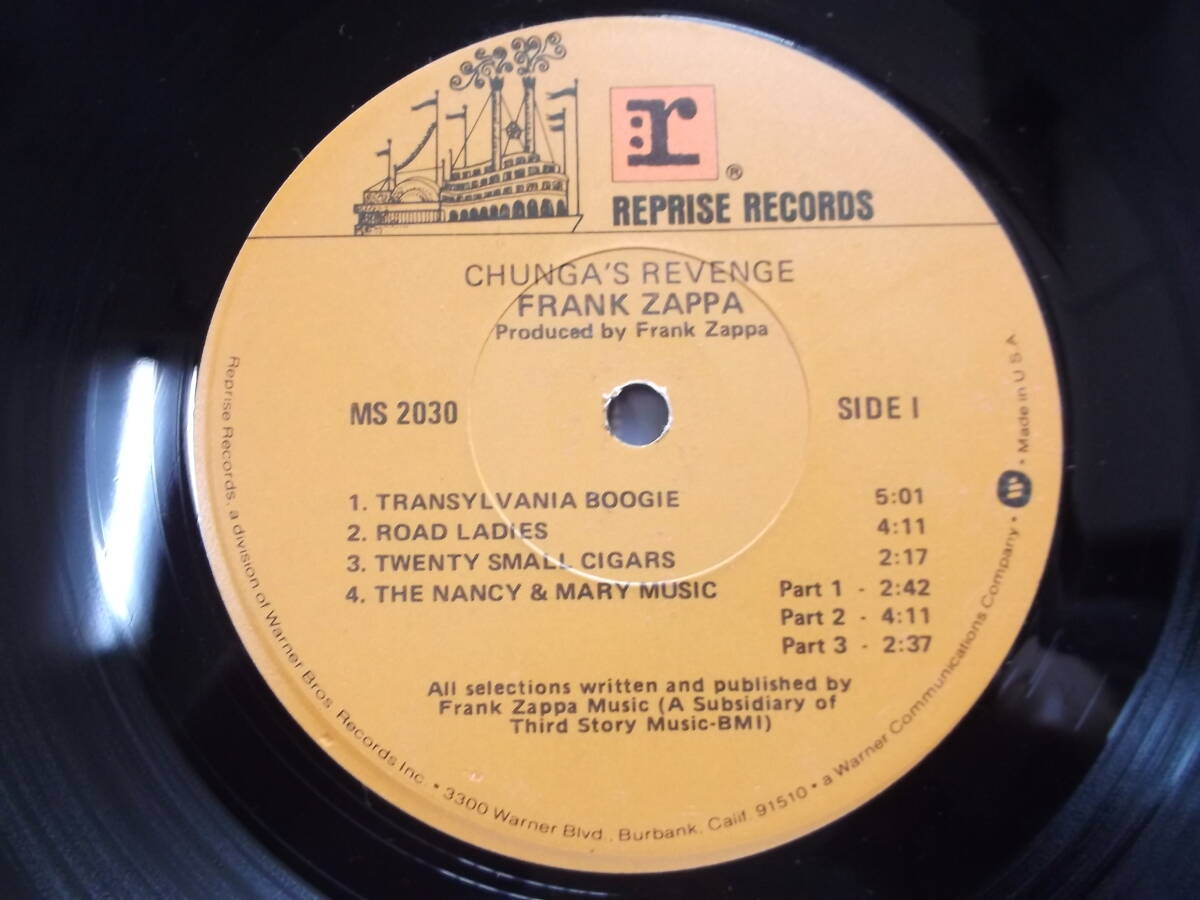 :r
®
REPRISE RECORDS
CHUNGA'S REVENGE
FRANK ZAPPA
Produced by Frank Zappa
MS 2030
SIDE I
1. TRANSYLVANIA BOOGIE 5:01
2. ROAD LADIES 4:11
3. TWENTY SMALL CIGARS 2:17
4. THE NANCY & MARY MUSIC Part 1 - 2:42
Part 2 - 4:11
Part 3 - 2:37
All selections written and published by
Frank Zappa Music (A Subsidiary of
Third Story Music-BMI)
Reprise Records, a division of Warner Bros. Records Inc. • 3300 Warner Blvd., Burbank, Calif. 91510 • a Warner Communications Company • W • Made in U.S.A.